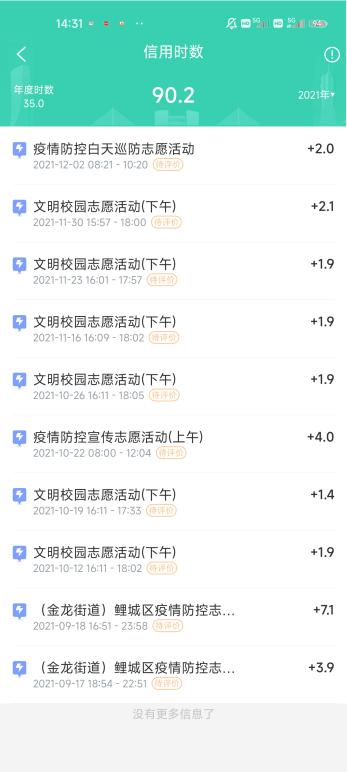 14:31
HD 5G HD 5G 94
信用时数
年度时数
35.0
90.2
2021年
疫情防控白天巡防志愿活动 +2.0
2021-12-02 08:21 - 10:20 待评价
文明校园志愿活动(下午) +2.1
2021-11-30 15:57 - 18:00 待评价
文明校园志愿活动(下午) +1.9
2021-11-23 16:01 - 17:57 待评价
文明校园志愿活动(下午) +1.9
2021-11-16 16:09 - 18:02 待评价
文明校园志愿活动(下午) +1.9
2021-10-26 16:11 - 18:05 待评价
疫情防控宣传志愿活动(上午) +4.0
2021-10-22 08:00 - 12:04 待评价
文明校园志愿活动(下午) +1.4
2021-10-19 16:11 - 17:33 待评价
文明校园志愿活动(下午) +1.9
2021-10-12 16:11 - 18:02 待评价
（金龙街道）鲤城区疫情防控志... +7.1
2021-09-18 16:51 - 23:58 待评价
（金龙街道）鲤城区疫情防控志... +3.9
2021-09-17 18:54 - 22:51 待评价
没有更多信息了